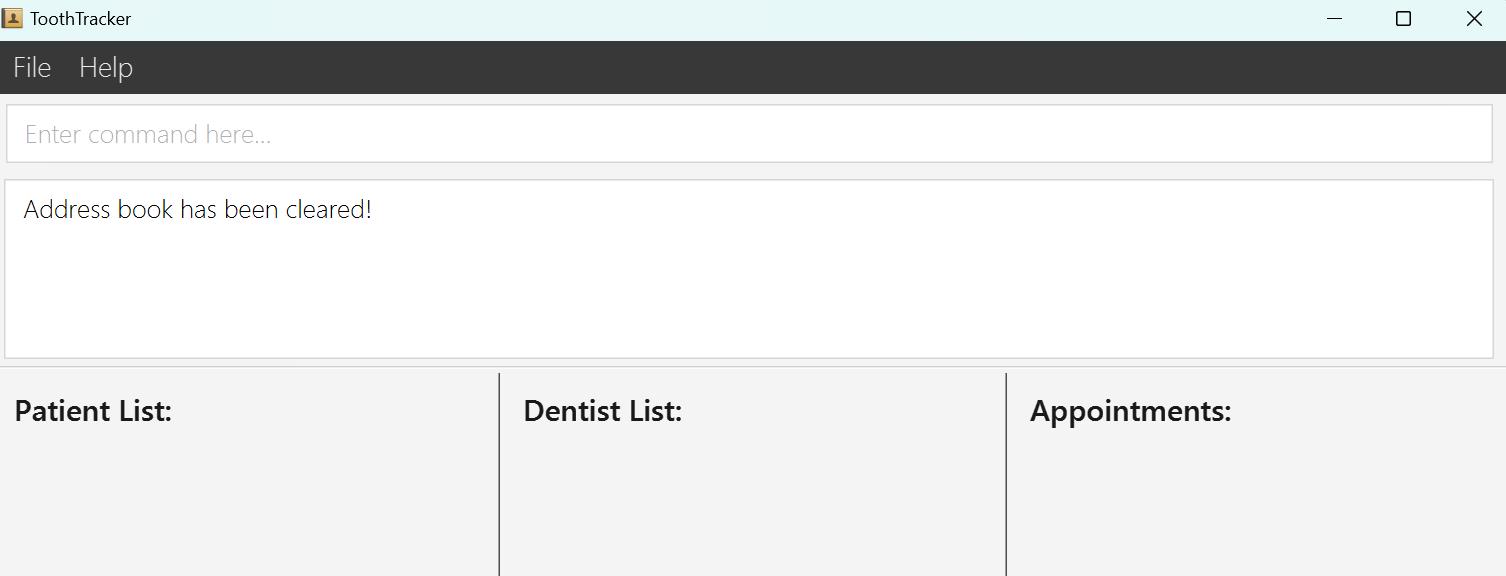 ToothTracker
File Help
Enter command here...
Address book has been cleared!
Patient List: Dentist List: Appointments: